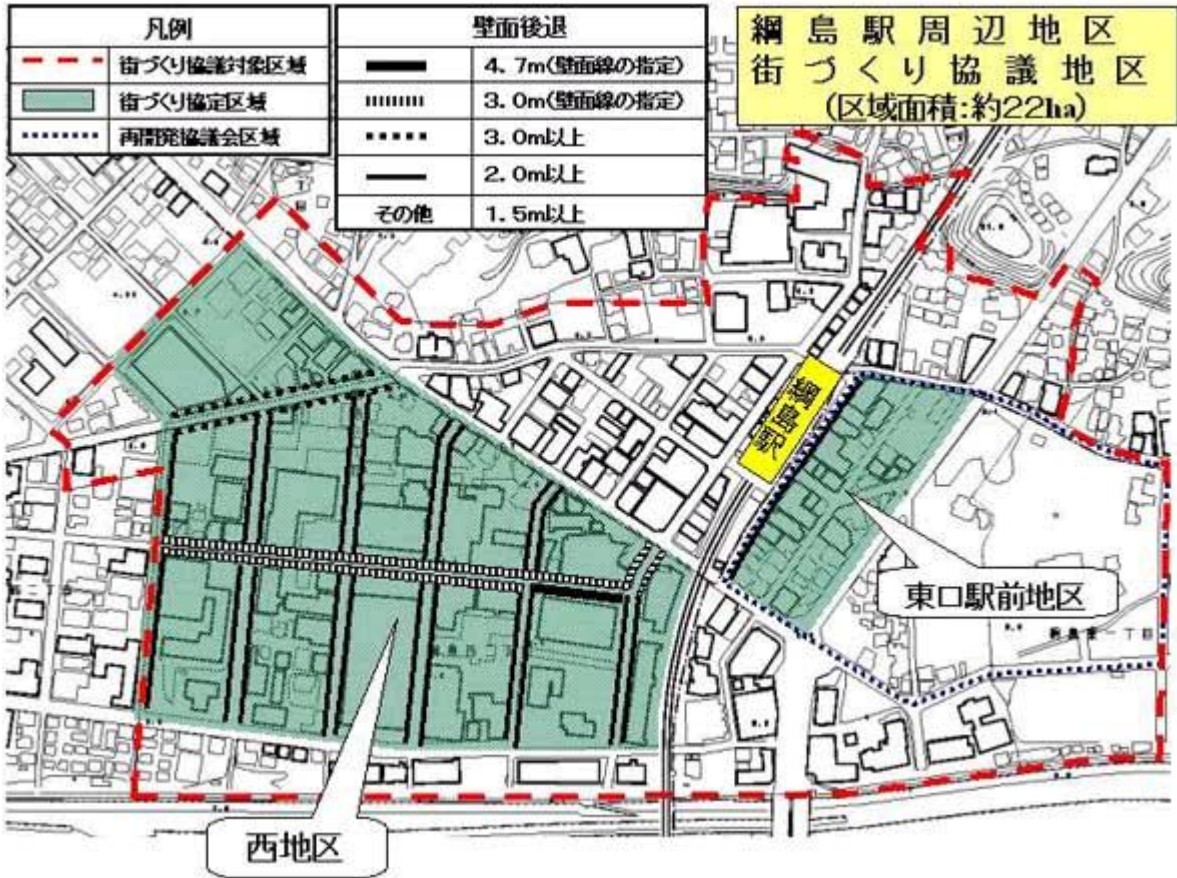 凡例
街づくり協議対象区域
街づくり協定区域
再開発協議会区域
壁面後退
4.7m(壁面線の指定)
3.0m(壁面線の指定)
3.0m以上
2.0m以上
その他 1.5m以上
綱島駅周辺地区
街づくり協議地区
(区域面積:約22ha)
綱島駅
東口駅前地区
西地区